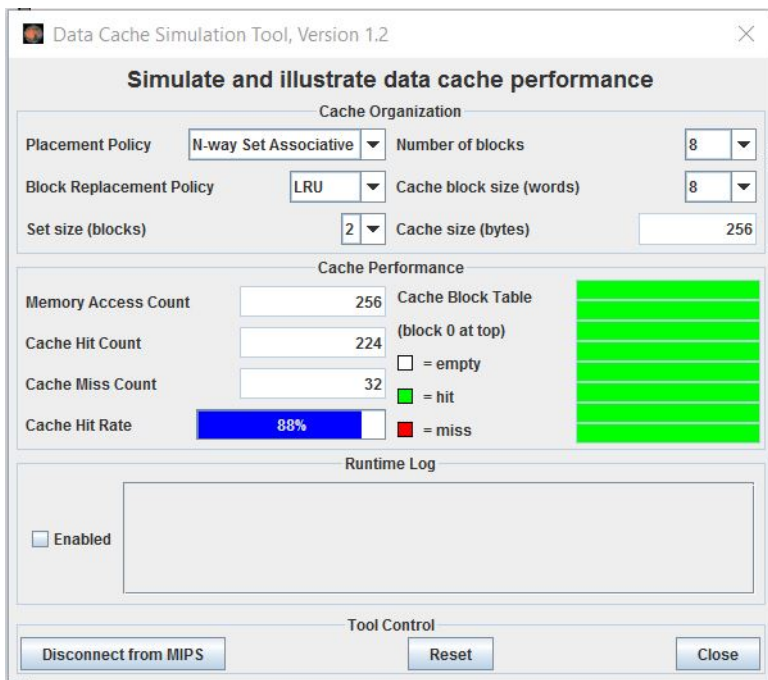 Data Cache Simulation Tool, Version 1.2
Simulate and illustrate data cache performance
Cache Organization
Placement Policy N-way Set Associative Number of blocks 8
Block Replacement Policy LRU Cache block size (words) 8
Set size (blocks) 2 Cache size (bytes) 256
Cache Performance
Memory Access Count 256 Cache Block Table
(block 0 at top)
Cache Hit Count 224
= empty
Cache Miss Count 32
= hit
Cache Hit Rate 88%
= miss
Runtime Log
Enabled
Tool Control
Disconnect from MIPS Reset Close